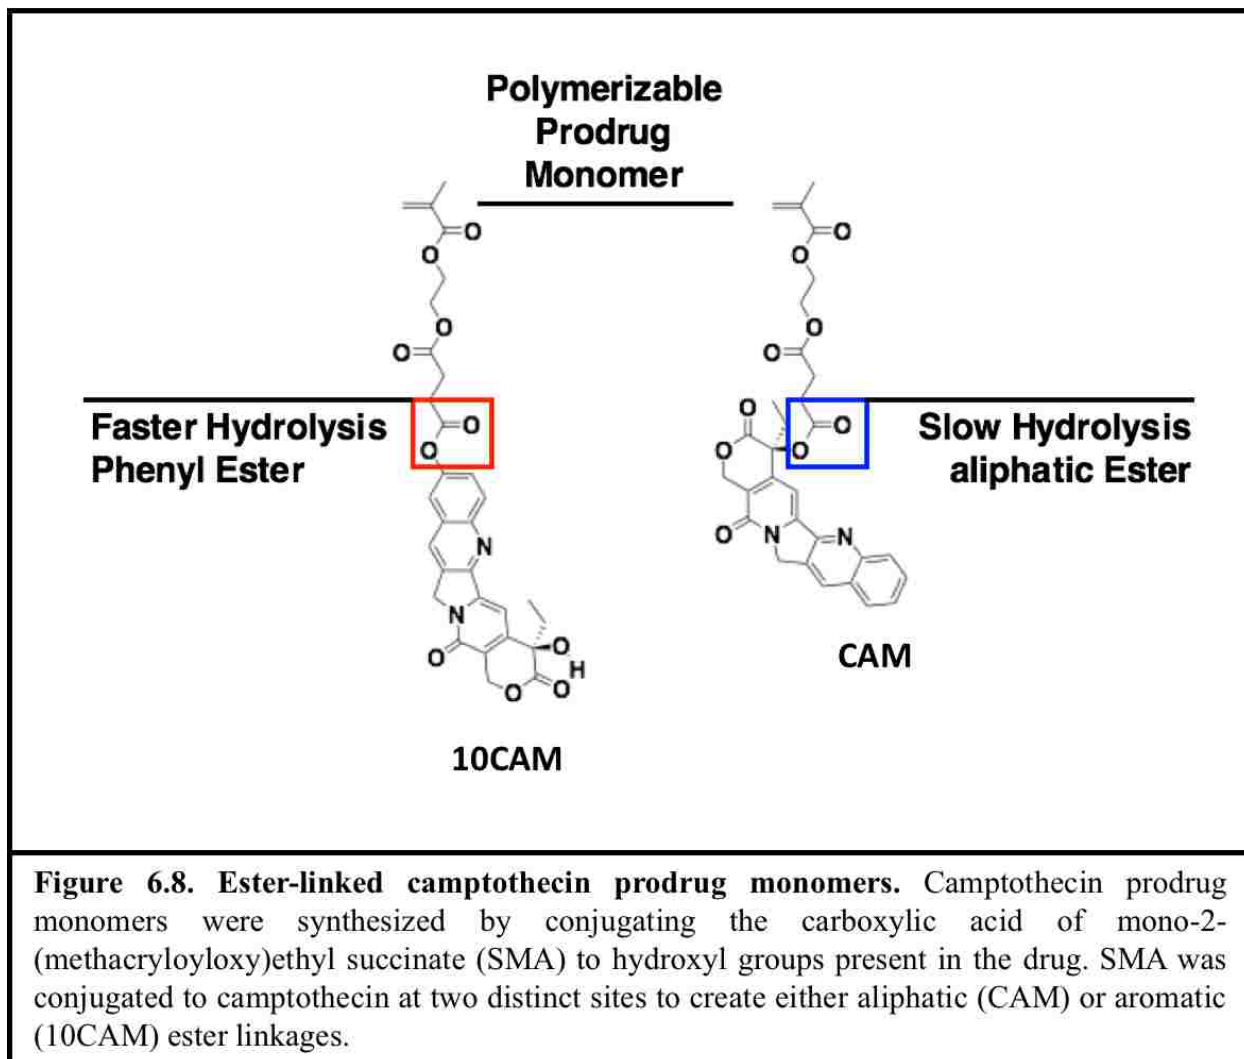 Polymerizable
Prodrug
Monomer
O
O
O
O
O
O
O
O
O
O
Faster Hydrolysis
Phenyl Ester
O
O
O
O
O
Slow Hydrolysis
aliphatic Ester
N
O
N
N
N
O
O
H
O
O
CAM
10CAM
Figure 6.8. Ester-linked camptothecin prodrug monomers. Camptothecin prodrug
monomers were synthesized by conjugating the carboxylic acid of mono-2-
(methacryloyloxy)ethyl succinate (SMA) to hydroxyl groups present in the drug. SMA was
conjugated to camptothecin at two distinct sites to create either aliphatic (CAM) or aromatic
(10CAM) ester linkages.